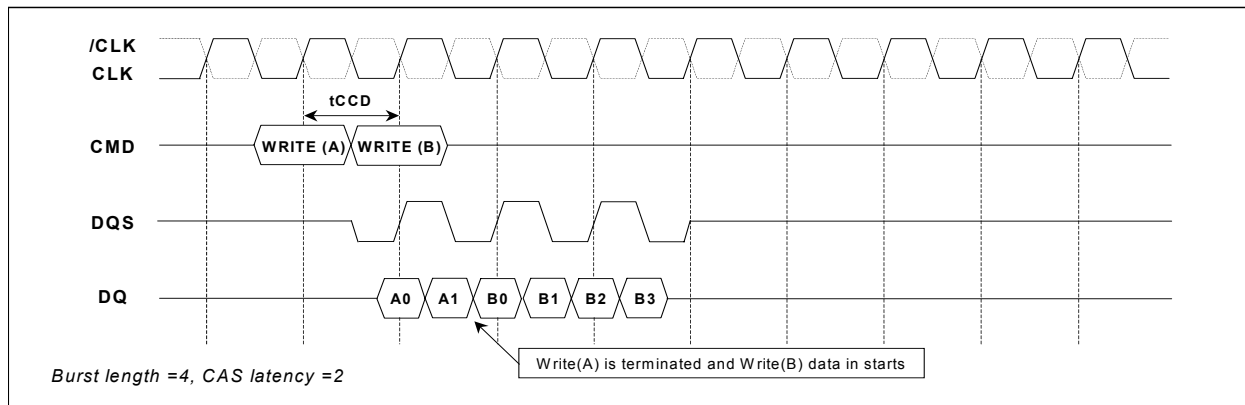 /CLK
CLK
tCCD
CMD
WRITE (A) WRITE (B)
DQS
DQ
A0 A1 B0 B1 B2 B3
Write(A) is terminated and Write(B) data in starts
Burst length =4, CAS latency =2